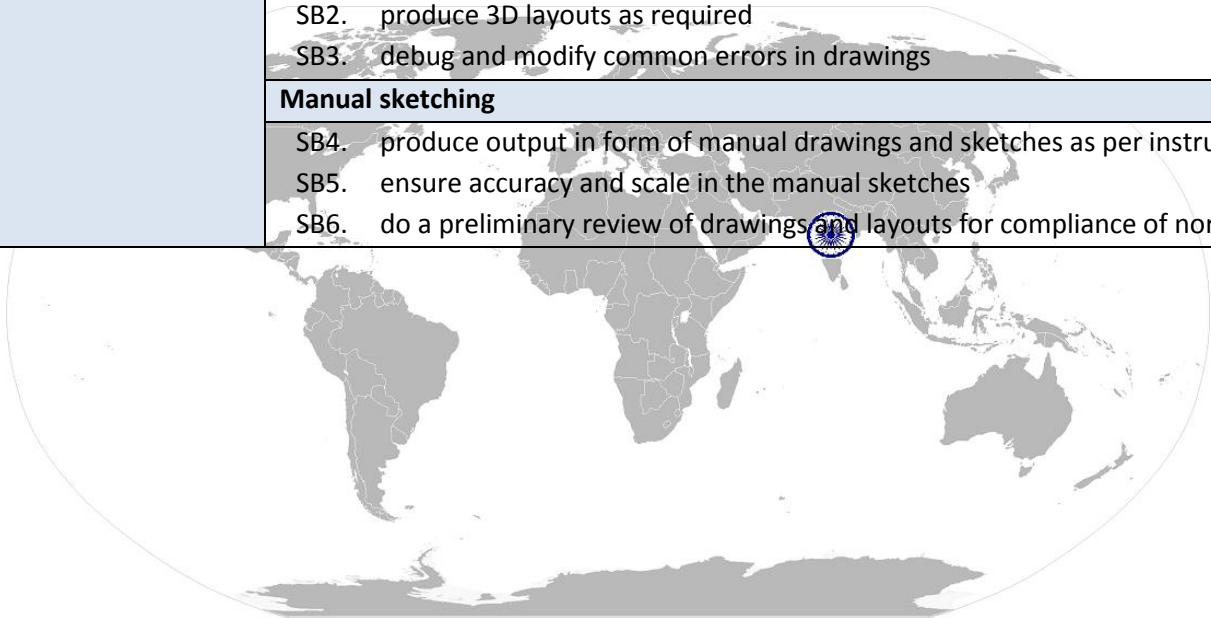 SB2. produce 3D layouts as required
SB3. debug and modify common errors in drawings
Manual sketching
SB4. produce output in form of manual drawings and sketches as per
SB5. ensure accuracy and scale in the manual sketches
SB6. do a preliminary review of drawings and layouts for compliance of